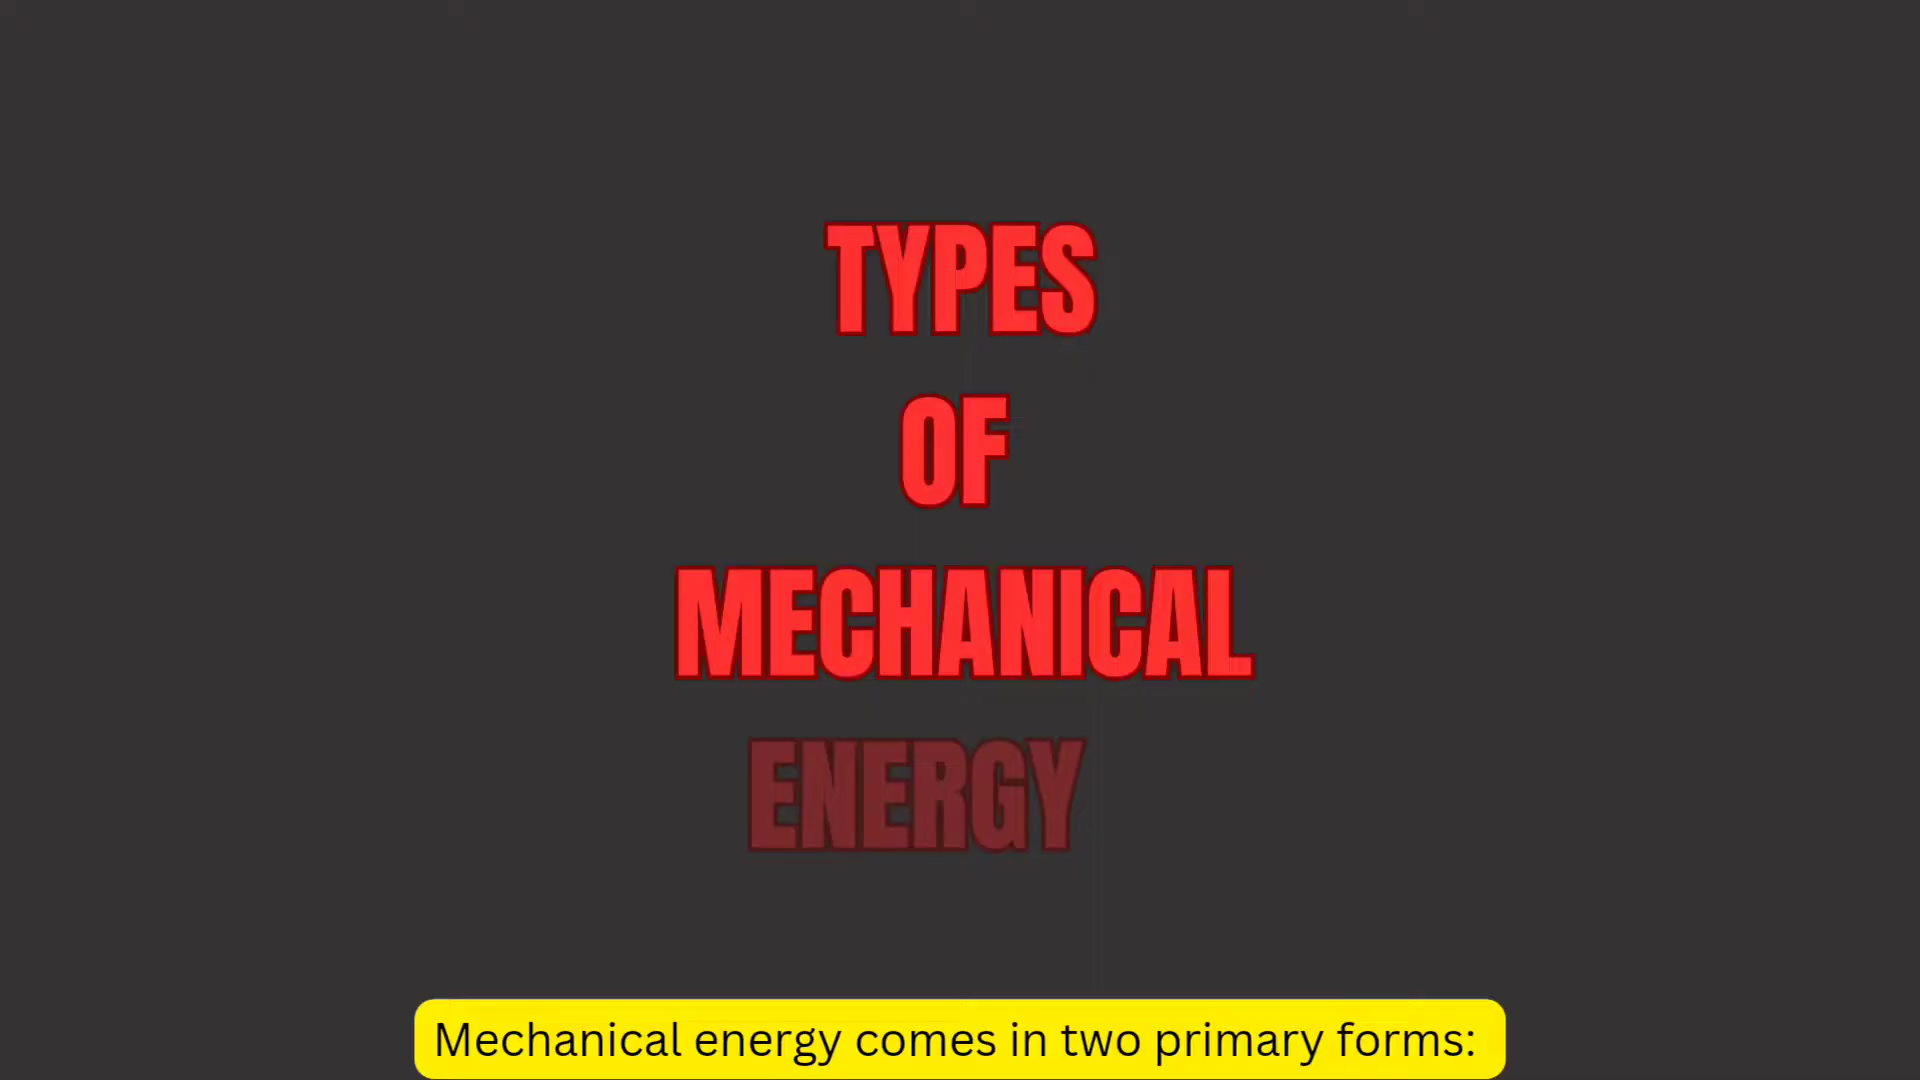 TYPES
OF
MECHANICAL
ENERGY
Mechanical energy comes in two primary forms: